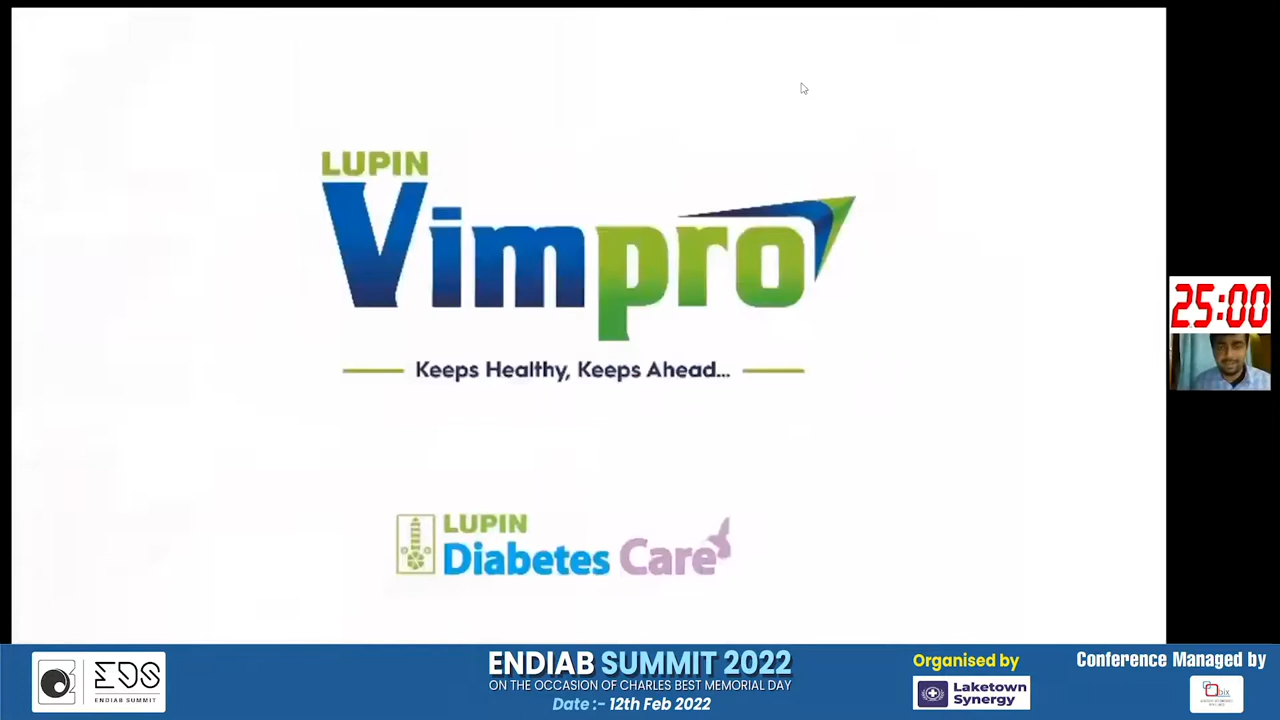 LUPIN
Vimpro
Keeps Healthy, Keeps Ahead...
LUPIN
Diabetes Care
25:00
EDS
ENDIAB SUMMIT
ENDIAB SUMMIT 2022
ON THE OCCASION OF CHARLES BEST MEMORIAL DAY
Date :- 12th Feb 2022
Organised by
Laketown
Synergy
Conference Managed by